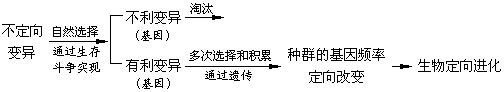 不定向
变异
自然选择
通过生存
斗争实现
不利变异
(基因)
淘汰
有利变异
(基因)
多次选择和积累
通过遗传
种群的基因频率
定向改变
生物定向进化